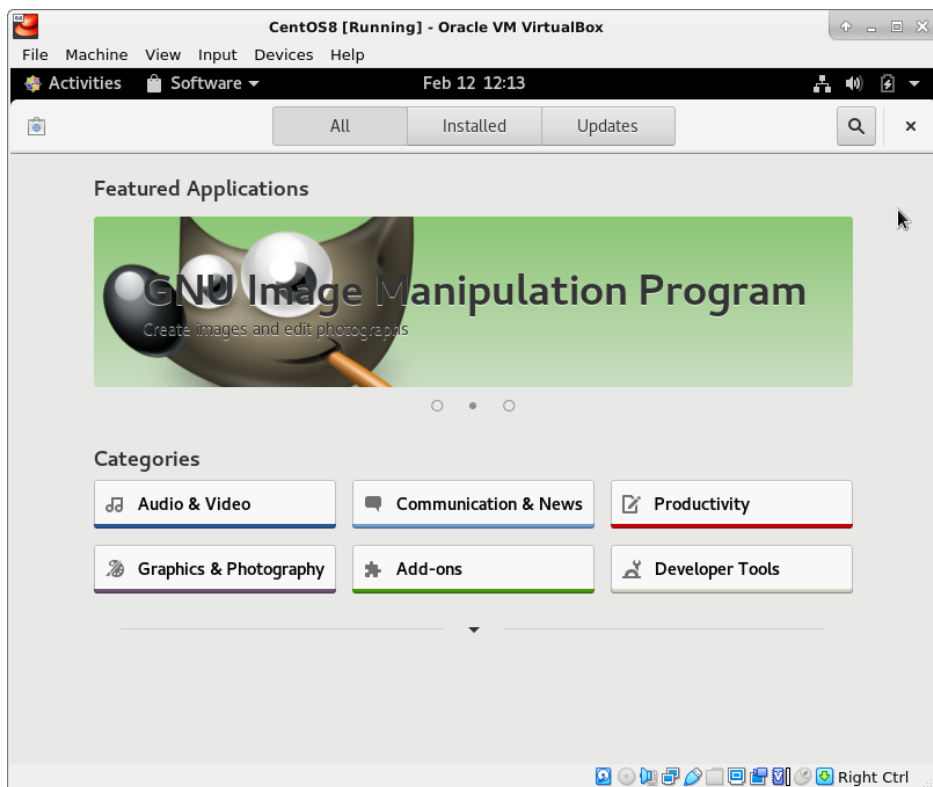 CentOS8 [Running] - Oracle VM VirtualBox
File Machine View Input Devices Help
Activities Software Feb 12 12:13
All Installed Updates
Featured Applications
GNU Image Manipulation Program
Create images and edit photographs
Categories
Audio & Video Communication & News Productivity
Graphics & Photography Add-ons Developer Tools
Right Ctrl